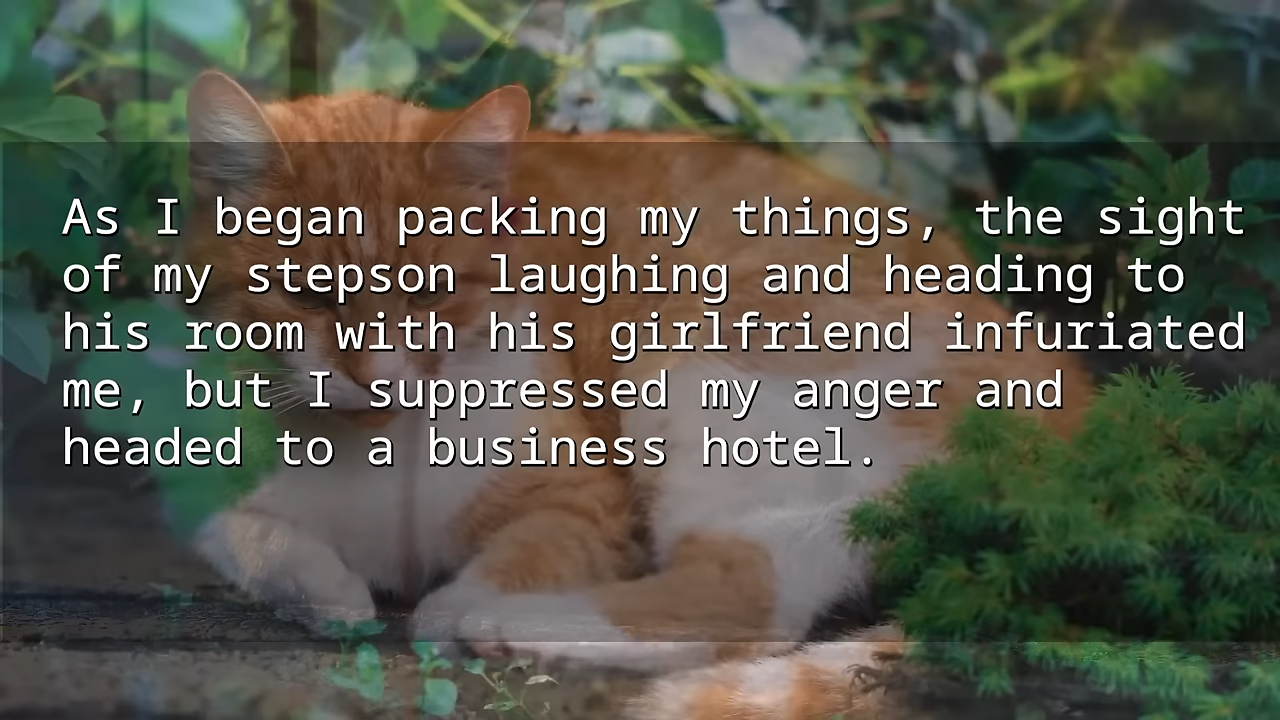 As I began packing my things, the sight
of my stepson laughing and heading to
his room with his girlfriend infuriated
me, but I suppressed my anger and
headed to a business hotel.